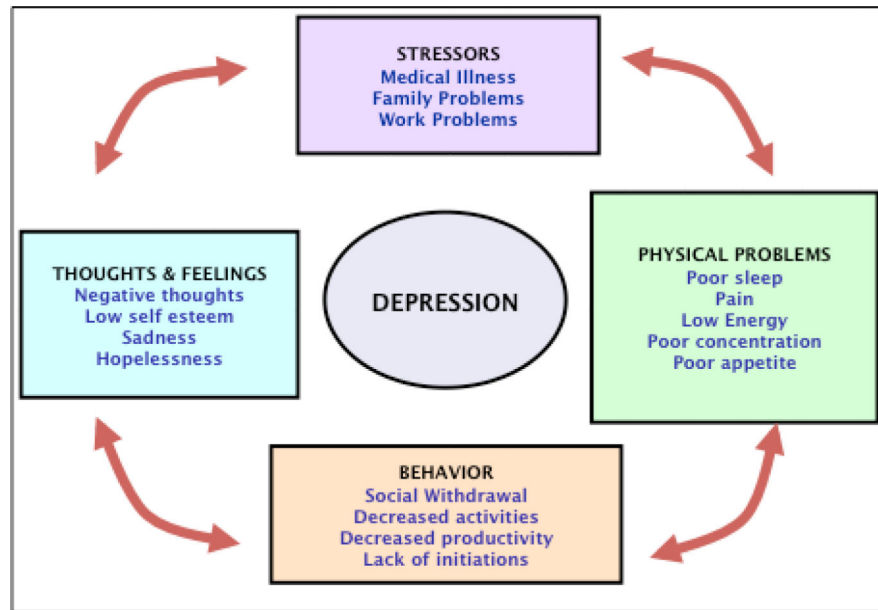 STRESSORS
Medical Illness
Family Problems
Work Problems
THOUGHTS & FEELINGS
Negative thoughts
Low self esteem
Sadness
Hopelessness
DEPRESSION
PHYSICAL PROBLEMS
Poor sleep
Pain
Low Energy
Poor concentration
Poor appetite
BEHAVIOR
Social Withdrawal
Decreased activities
Decreased productivity
Lack of initiations